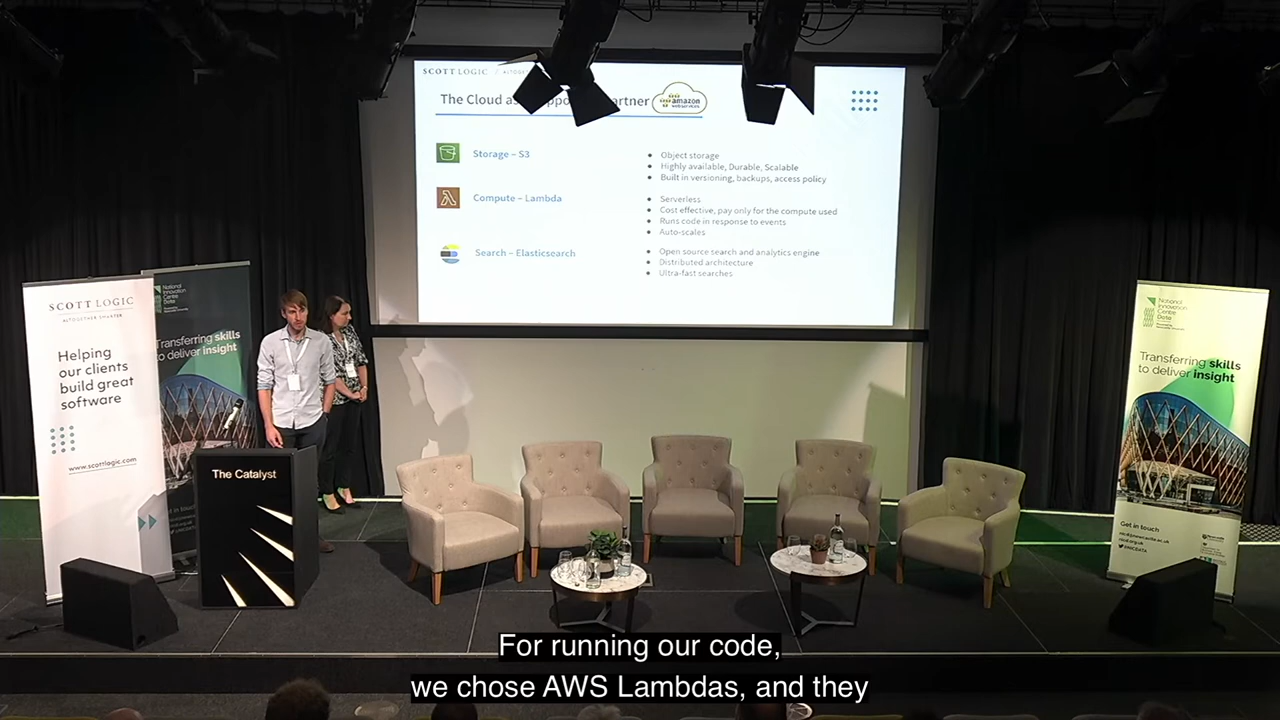 SCOTT LOGIC
The Cloud as
artner
amazon
webservices
Storage – S3
Object storage
Highly available, Durable, Scalable
Built in versioning, backups, access policy
Compute – Lambda
Serverless
Cost effective, pay only for the compute used
Runs code in response to events
Auto-scales
Search – Elasticsearch
Open source search and analytics engine
Distributed architecture
Ultra-fast searches
SCOTT LOGIC
ALTOGETHER SMARTER
Helping
our clients
build great
software
www.scottlogic.com
National
Innovation
Centre
Data
Transferring skills
to deliver insight
The Catalyst
National
Innovation
Centre
Data
Transferring skills
to deliver insight
Get in touch
For running our code,
we chose AWS Lambdas, and they